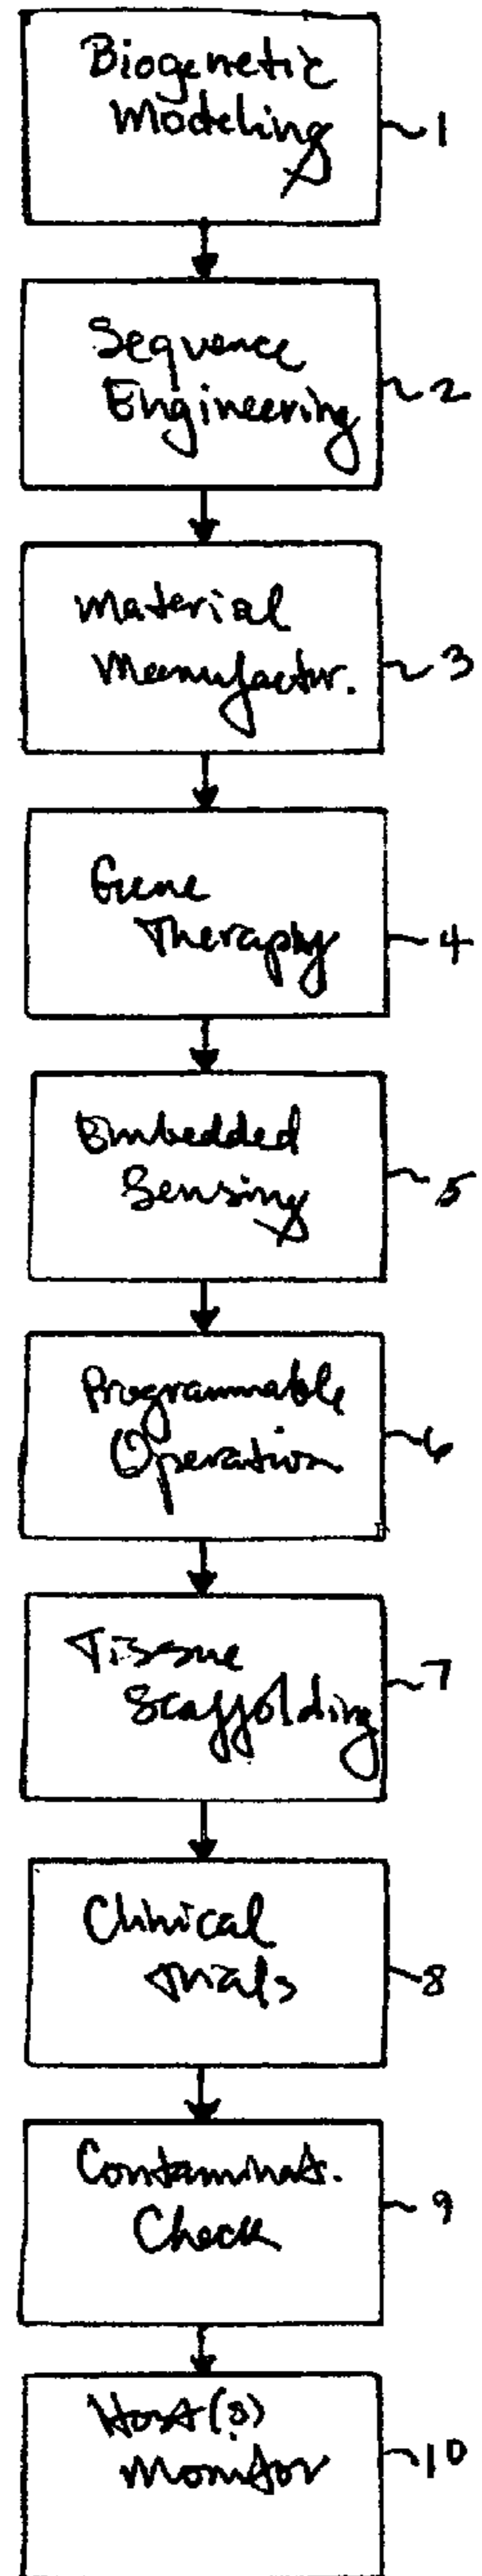 Biogenetic
Modeling
1
Sequence
Engineering
2
Material
Manufactur.
3
Gene
Therapy
4
Embedded
Sensing
5
Programmable
Operation
6
Tissue
Scaffolding
7
Clinical
Trials
8
Contaminat.
Check
9
Host(s)
Monitor
10